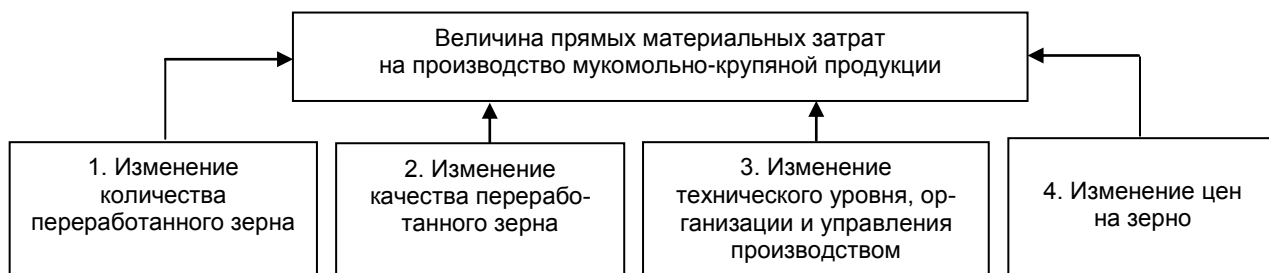 Величина прямых материальных затрат
на производство мукомольно-крупяной продукции
1. Изменение
количества
переработанного зерна
2. Изменение
качества перерабо-
танного зерна
3. Изменение
технического уровня, ор-
ганизации и управления
производством
4. Изменение цен
на зерно